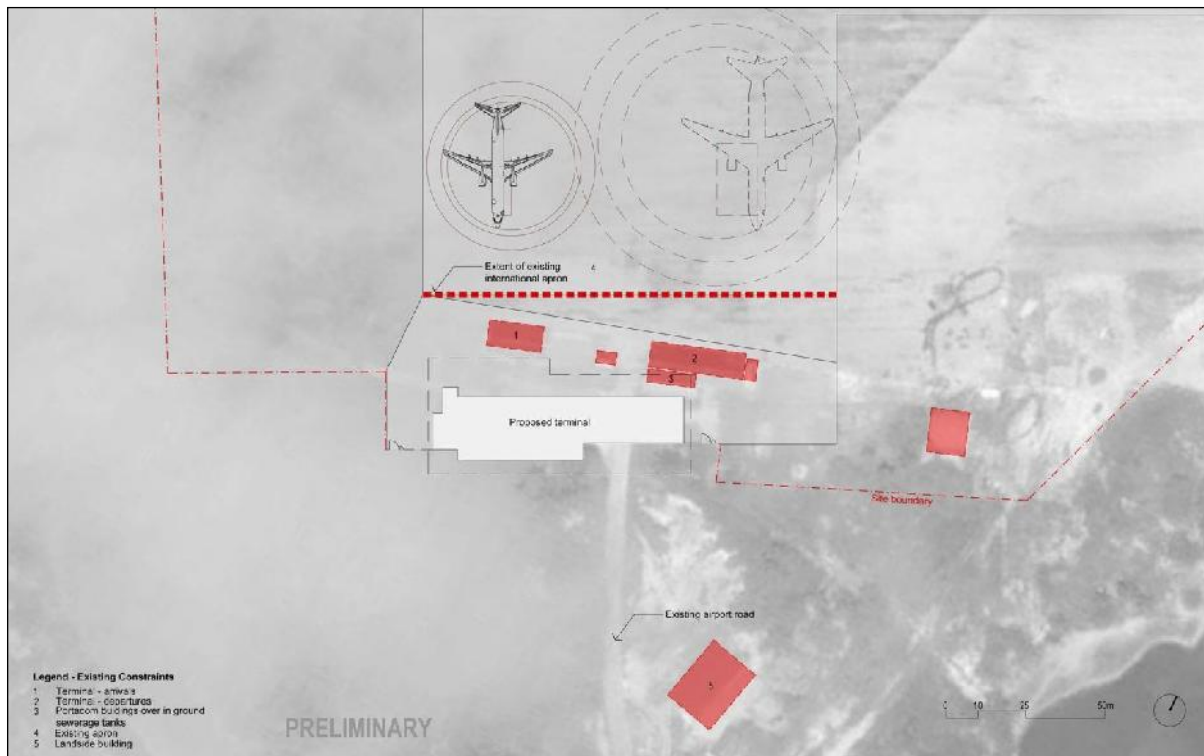 Extent of existing
international apron
4
1
2
3
Proposed terminal
Site boundary
Existing airport road
5
Legend - Existing Constraints
1 Terminal - arrivals
2 Terminal - departures
3 Portacom buildings over in ground
sewerage tanks
4 Existing apron
5 Landside building
PRELIMINARY
0 10 25 50m